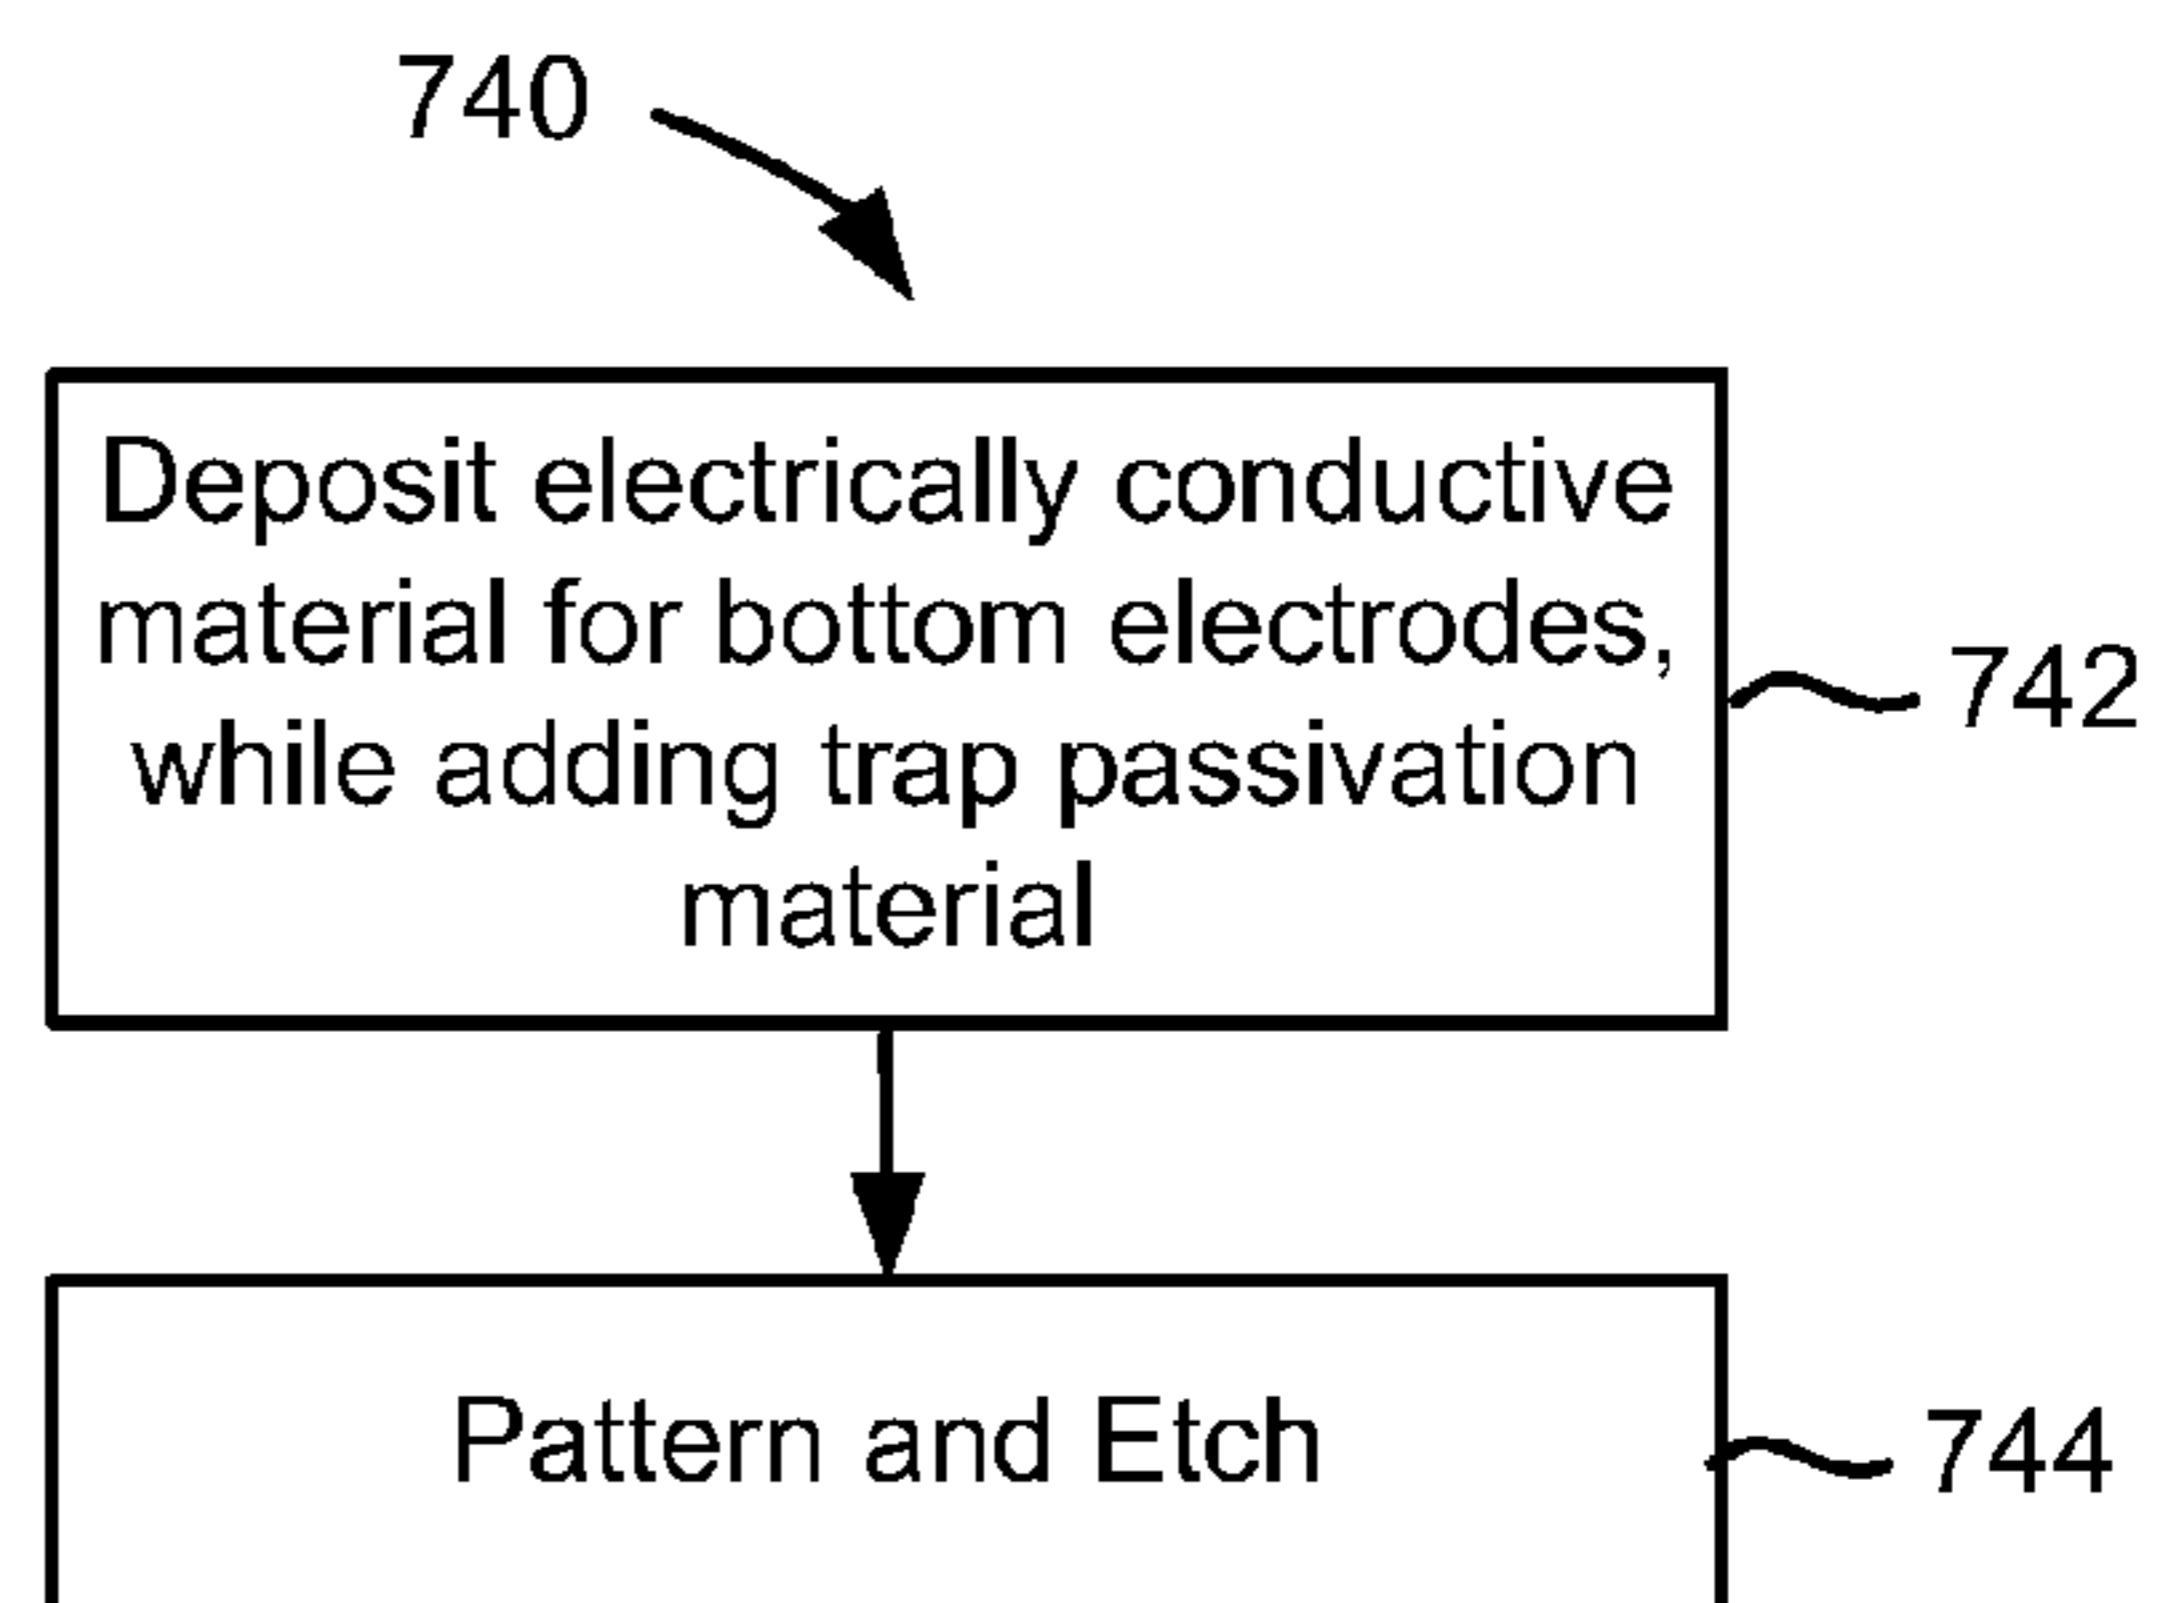 740
Deposit electrically conductive
material for bottom electrodes,
while adding trap passivation
material
742
Pattern and Etch
744